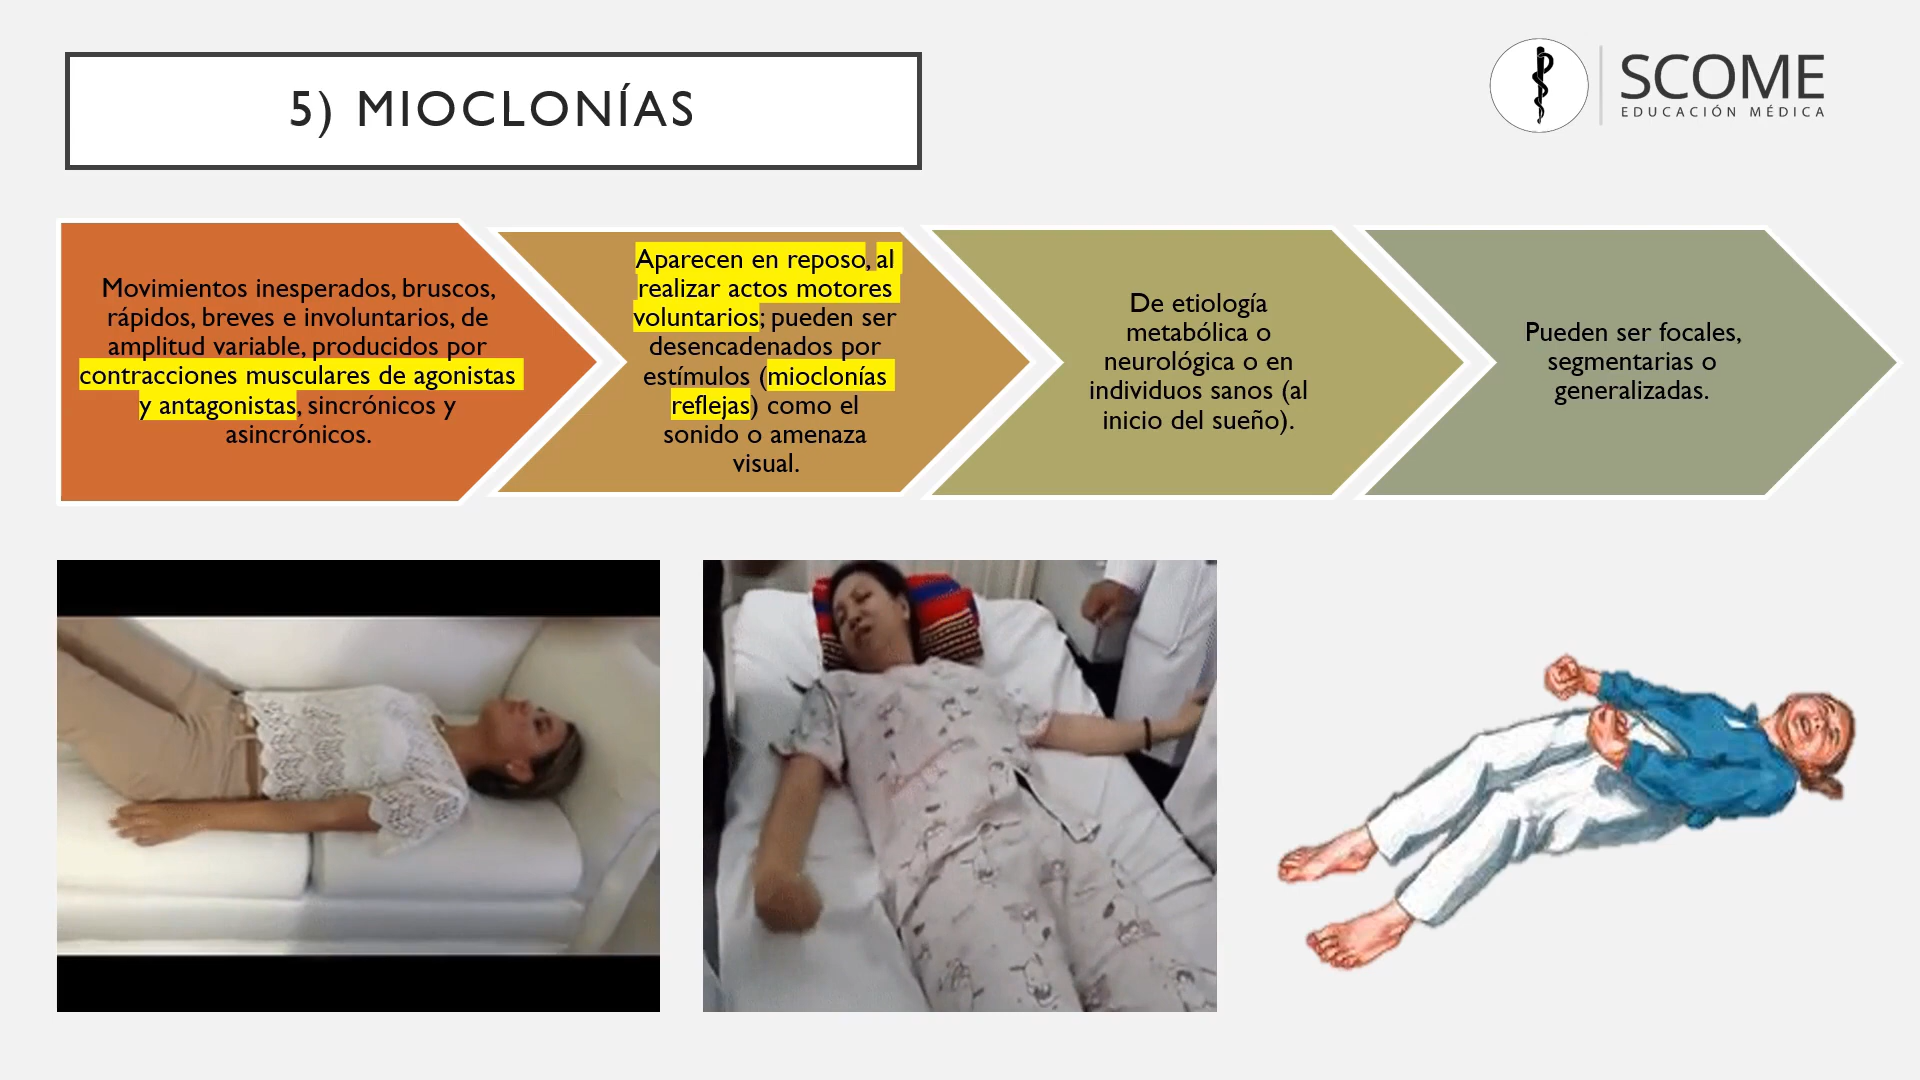 5) MIOCLONÍAS
SCOME
EDUCACIÓN MÉDICA
Movimientos inesperados, bruscos,
rápidos, breves e involuntarios, de
amplitud variable, producidos por
contracciones musculares de agonistas
y antagonistas, sincrónicos y
asincrónicos.
Aparecen en reposo, al
realizar actos motores
voluntarios; pueden ser
desencadenados por
estímulos (mioclonías
reflejas) como el
sonido o amenaza
visual.
De etiología
metabólica o
neurológica o en
individuos sanos (al
inicio del sueño).
Pueden ser focales,
segmentarias o
generalizadas.